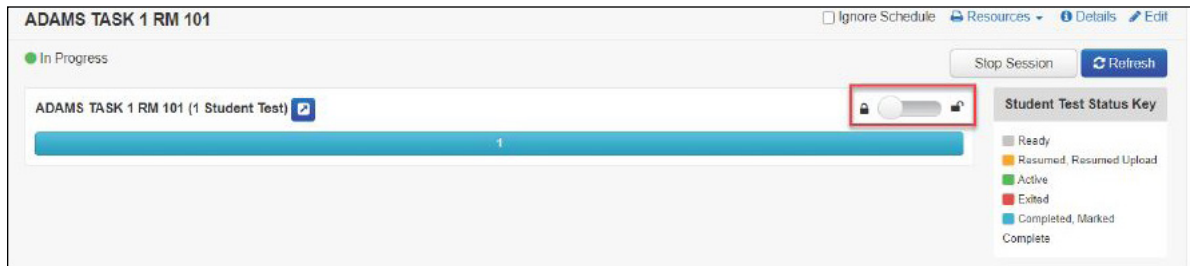 ADAMS TASK 1 RM 101
Ignore Schedule Resources Details Edit
In Progress
Stop Session Refresh
ADAMS TASK 1 RM 101 (1 Student Test)
1
Student Test Status Key
Ready
Resumed, Resumed Upload
Active
Exited
Completed, Marked
Complete